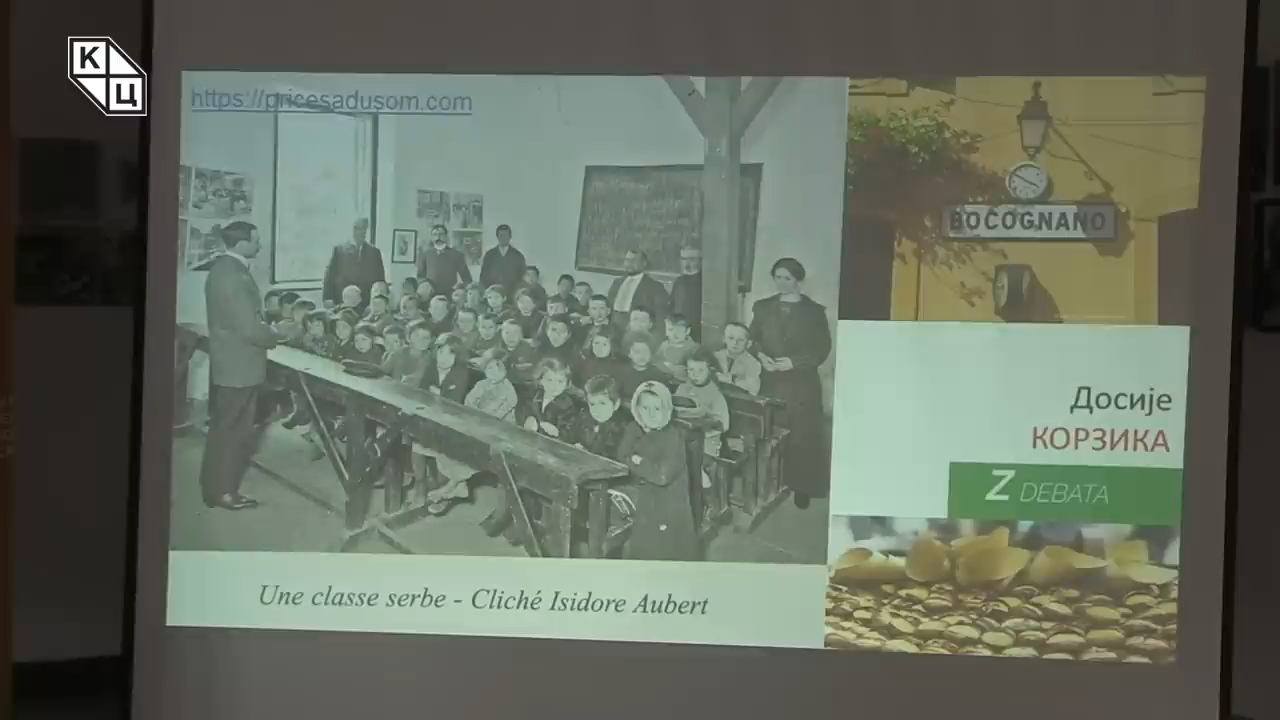 К
Ц
https://pricesadusom.com
BOCOGNANO
Досије
КОРЗИКА
Z DEBATA
Une classe serbe - Cliché Isidore Aubert